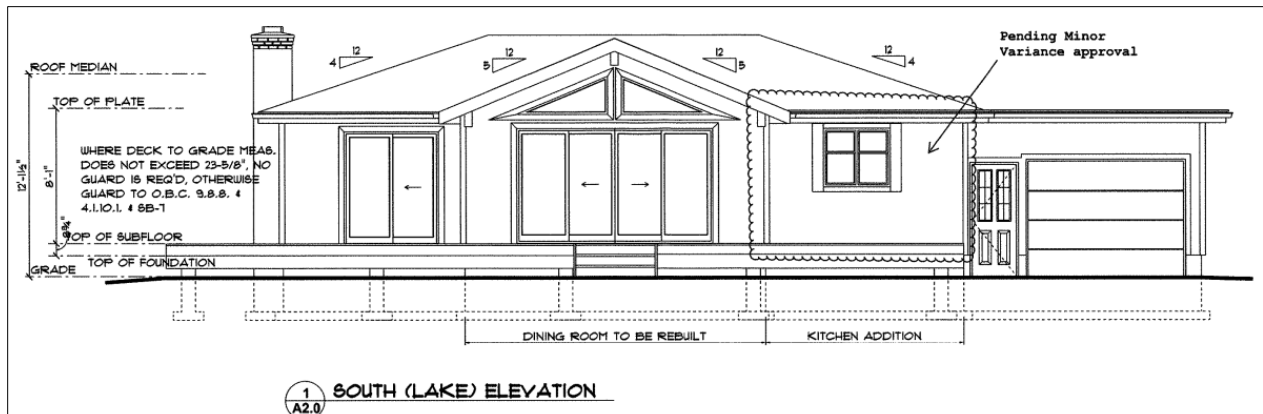 12
4
12
5
12
5
12
4
Pending Minor
Variance approval
ROOF MEDIAN
TOP OF PLATE
WHERE DECK TO GRADE MEAS.
DOES NOT EXCEED 23-5/8", NO
GUARD IS REQ'D, OTHERWISE
GUARD TO O.B.C. 9.8.8. &
4.1.10.1. & SB-7
12'-11½"
8'-1"
TOP OF SUBFLOOR
TOP OF FOUNDATION
GRADE
DINING ROOM TO BE REBUILT
KITCHEN ADDITION
1
A2.0
SOUTH (LAKE) ELEVATION